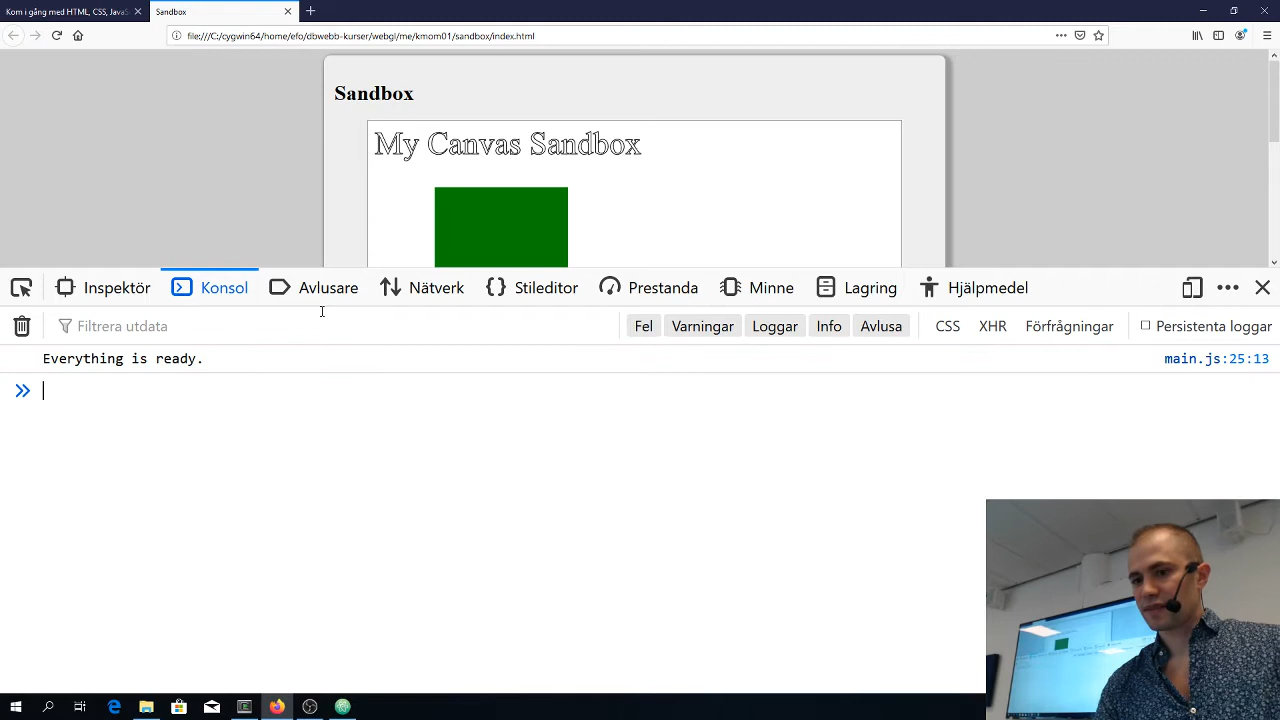 Kom i gång med HTML, CSS, JavaS
Sandbox
file:///C:/cygwin64/home/efo/dbwebb-kurser/webgl/me/kmom01/sandbox/index.html
Sandbox
My Canvas Sandbox
Inspektör
Konsol
Avlusare
Nätverk
Stileditor
Prestanda
Minne
Lagring
Hjälpmedel
Filtrera utdata
Fel
Varningar
Loggar
Info
Avlusa
CSS
XHR
Förfrågningar
Persistenta loggar
Everything is ready.
main.js:25:13